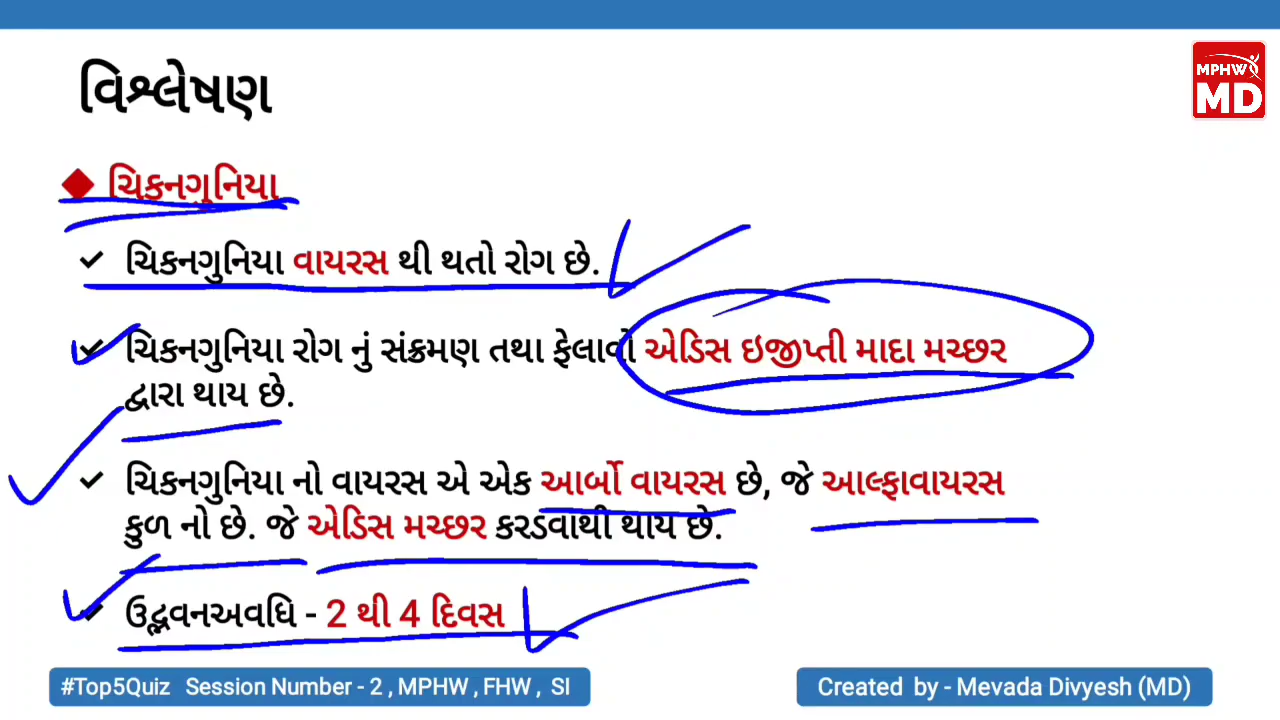 વિશ્લેષણ
MPHW
MD
ચિકનગુનિયા
ચિકનગુનિયા વાયરસ થી થતો રોગ છે.
ચિકનગુનિયા રોગ નું સંક્રમણ તથા ફેલાવો એડિસ ઇજીપ્તી માદા મચ્છર
દ્વારા થાય છે.
ચિકનગુનિયા નો વાયરસ એ એક આર્બો વાયરસ છે, જે આલ્ફાવાયરસ
કુળ નો છે. જે એડિસ મચ્છર કરડવાથી થાય છે.
ઉદ્ભવનઅવધિ - 2 થી 4 દિવસ
#Top5Quiz Session Number - 2 , MPHW , FHW , SI
Created by - Mevada Divyesh (MD)